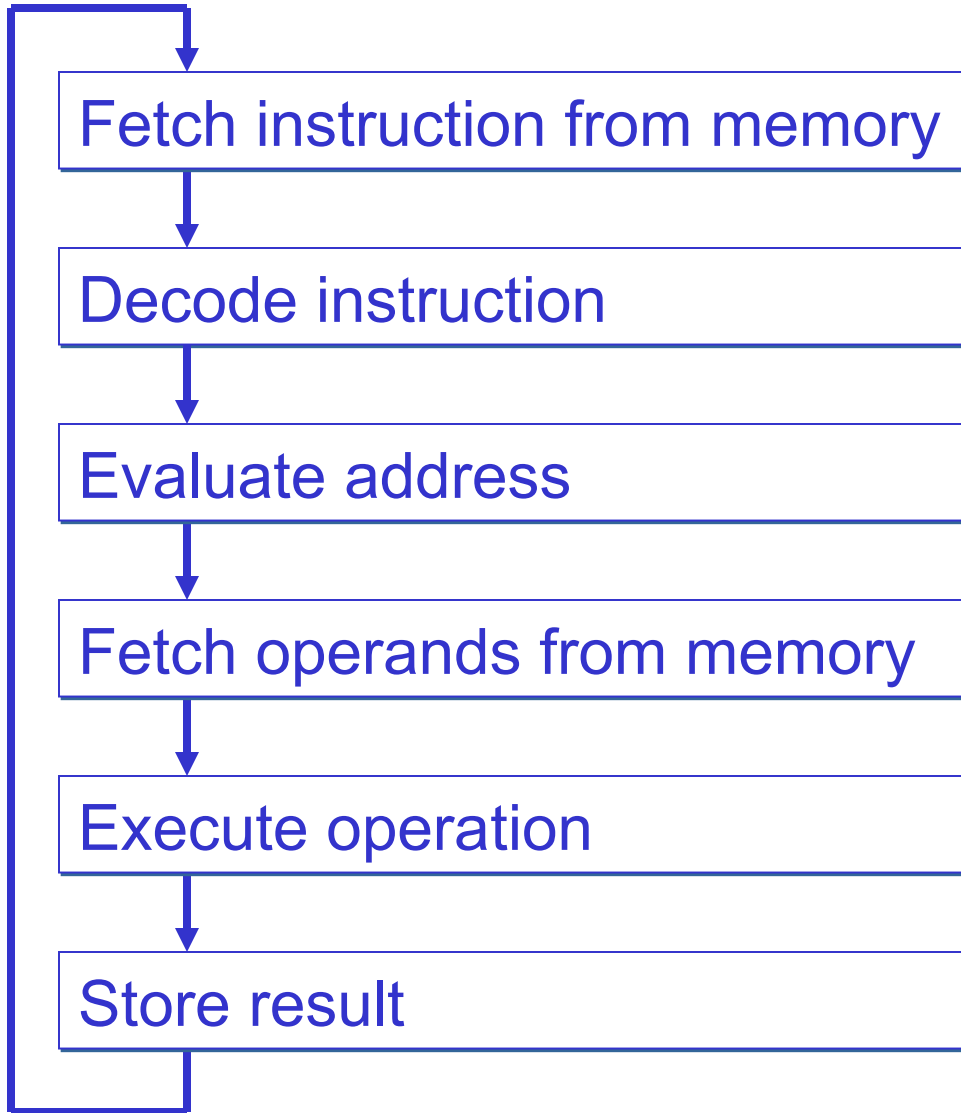 Fetch instruction from memory
Decode instruction
Evaluate address
Fetch operands from memory
Execute operation
Store result